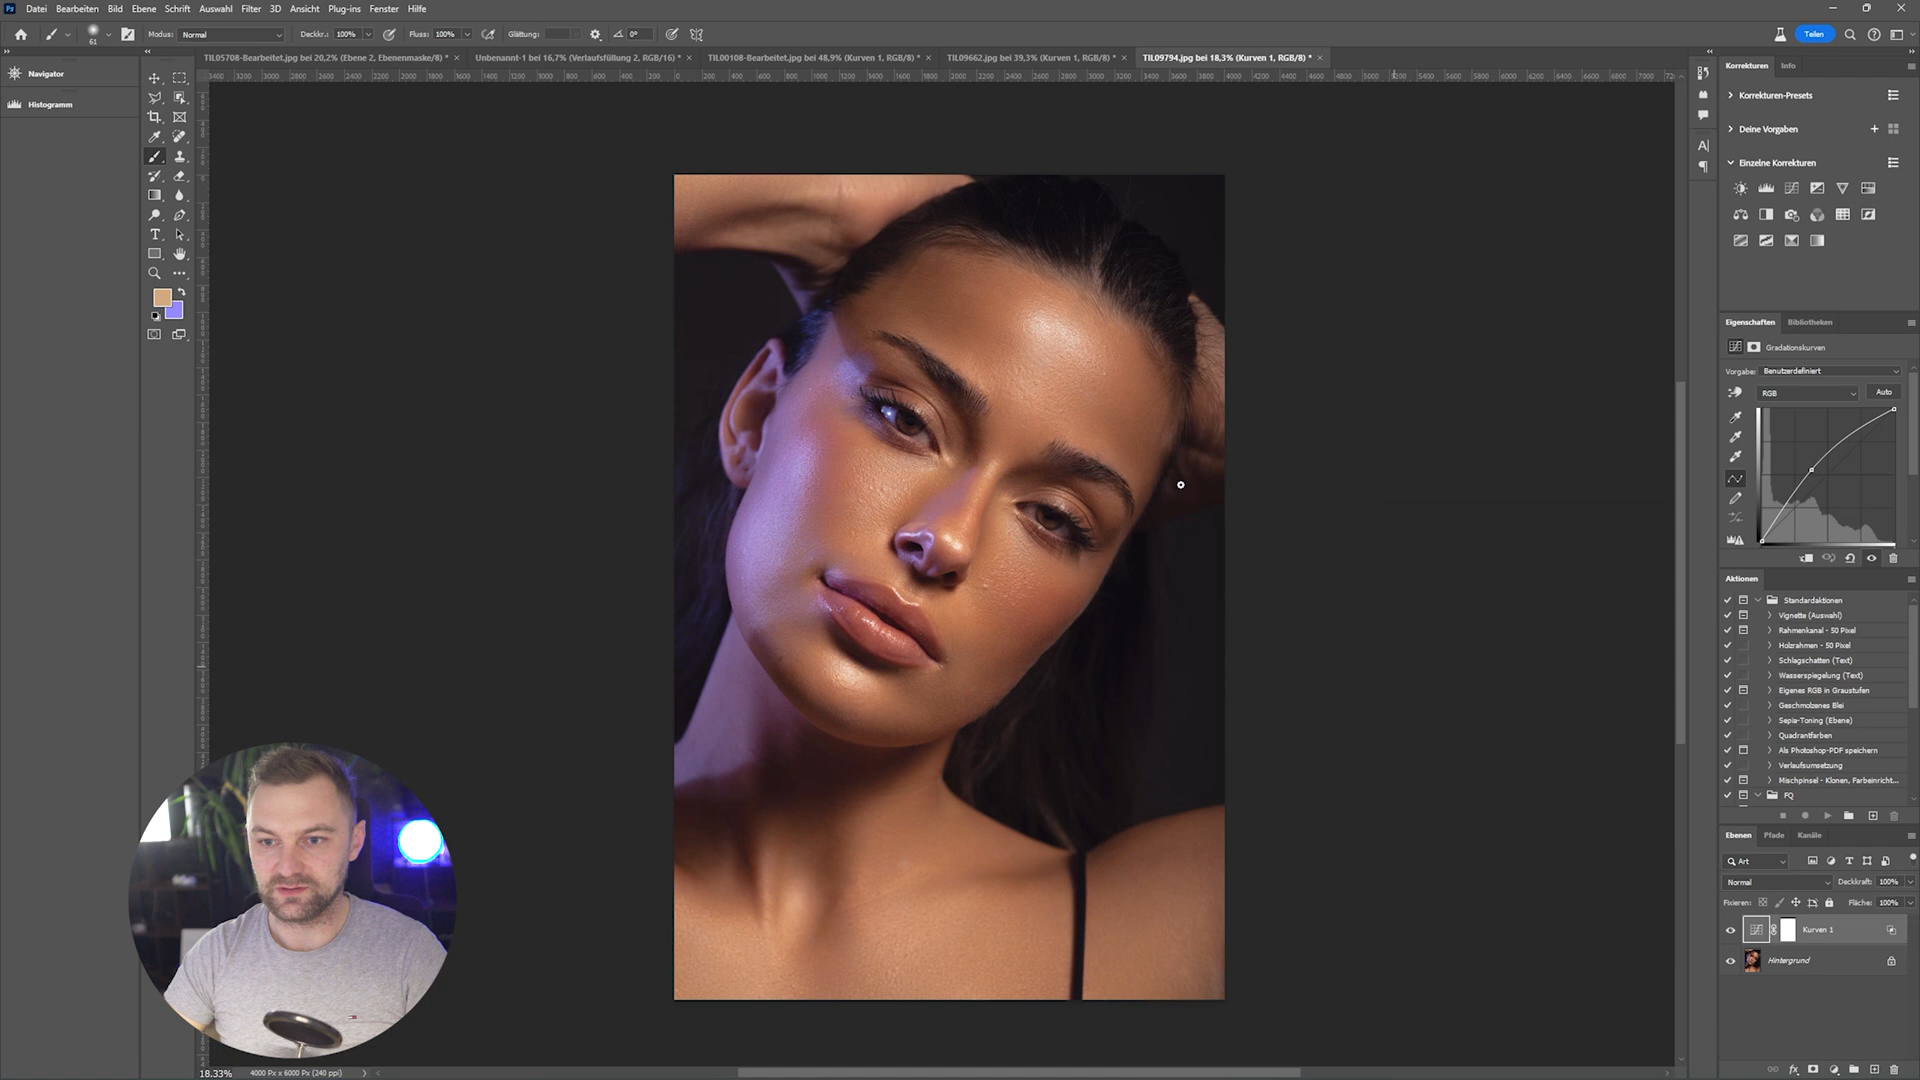 Ps Datei Bearbeiten Bild Ebene Schrift Auswahl Filter 3D Ansicht Plug-ins Fenster Hilfe
61 Modus: Normal Deckkr.: 100% Fluss: 100% Glättung: 0° Teilen
TIL05708-Bearbeitet.jpg bei 20,2% (Ebene 2, Ebenenmaske/8) * Unbenannt-1 bei 16,7% (Verlaufsfüllung 2, RGB/16) * TIL00108-Bearbeitet.jpg bei 48,9% (Kurven 1, RGB/8) * TIL09662.jpg bei 39,3% (Kurven 1, RGB/8) * TIL09794.jpg bei 18,3% (Kurven 1, RGB/8) *
Navigator
Histogramm
Korrekturen Info
Korrekturen-Presets
Deine Vorgaben
Einzelne Korrekturen
Eigenschaften Bibliotheken
Gradationskurven
Vorgabe: Benutzerdefiniert
RGB Auto
Aktionen
Standardaktionen
Vignette (Auswahl)
Rahmenkanal - 50 Pixel
Holzrahmen - 50 Pixel
Schlagschatten (Text)
Wasserspiegelung (Text)
Eigenes RGB in Graustufen
Geschmolzenes Blei
Sepia-Toning (Ebene)
Quadrantfarben
Als Photoshop-PDF speichern
Verlaufsumsetzung
Mischpinsel - Klonen, Farbeinricht...
FQ
Ebenen Pfade Kanäle
Art
Normal Deckkraft: 100%
Fixieren: Fläche: 100%
Kurven 1
Hintergrund
18.33% 4000 Px x 6000 Px (240 ppi)